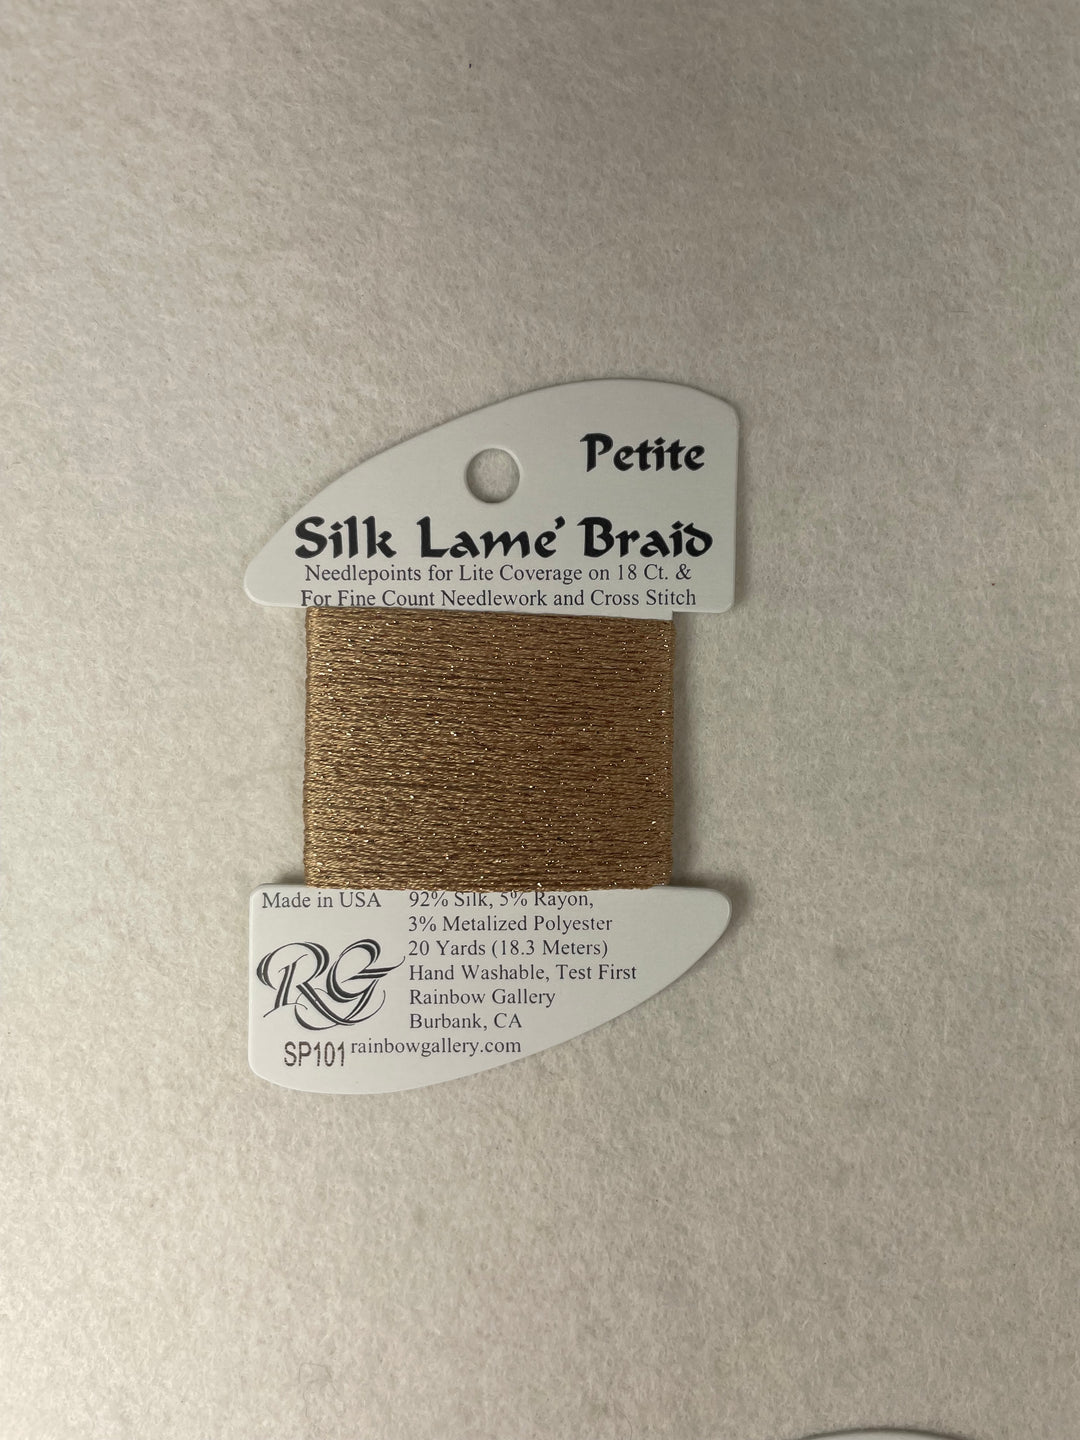 Petite
Silk Lame' Braid
Needlepoints for Lite Coverage on 18 Ct. &
For Fine Count Needlework and Cross Stitch
Made in USA
92% Silk, 5% Rayon,
3% Metalized Polyester
20 Yards (18.3 Meters)
Hand Washable, Test First
Rainbow Gallery
Burbank, CA
rainbowgallery.com
RG
SP101